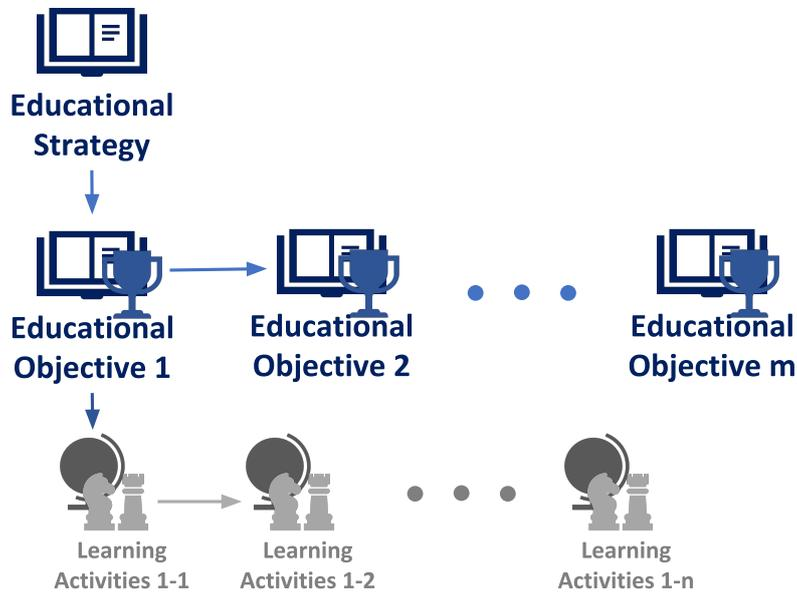 Educational
Strategy
Educational
Objective 1
Educational
Objective 2
Educational
Objective m
Learning
Activities 1-1
Learning
Activities 1-2
Learning
Activities 1-n